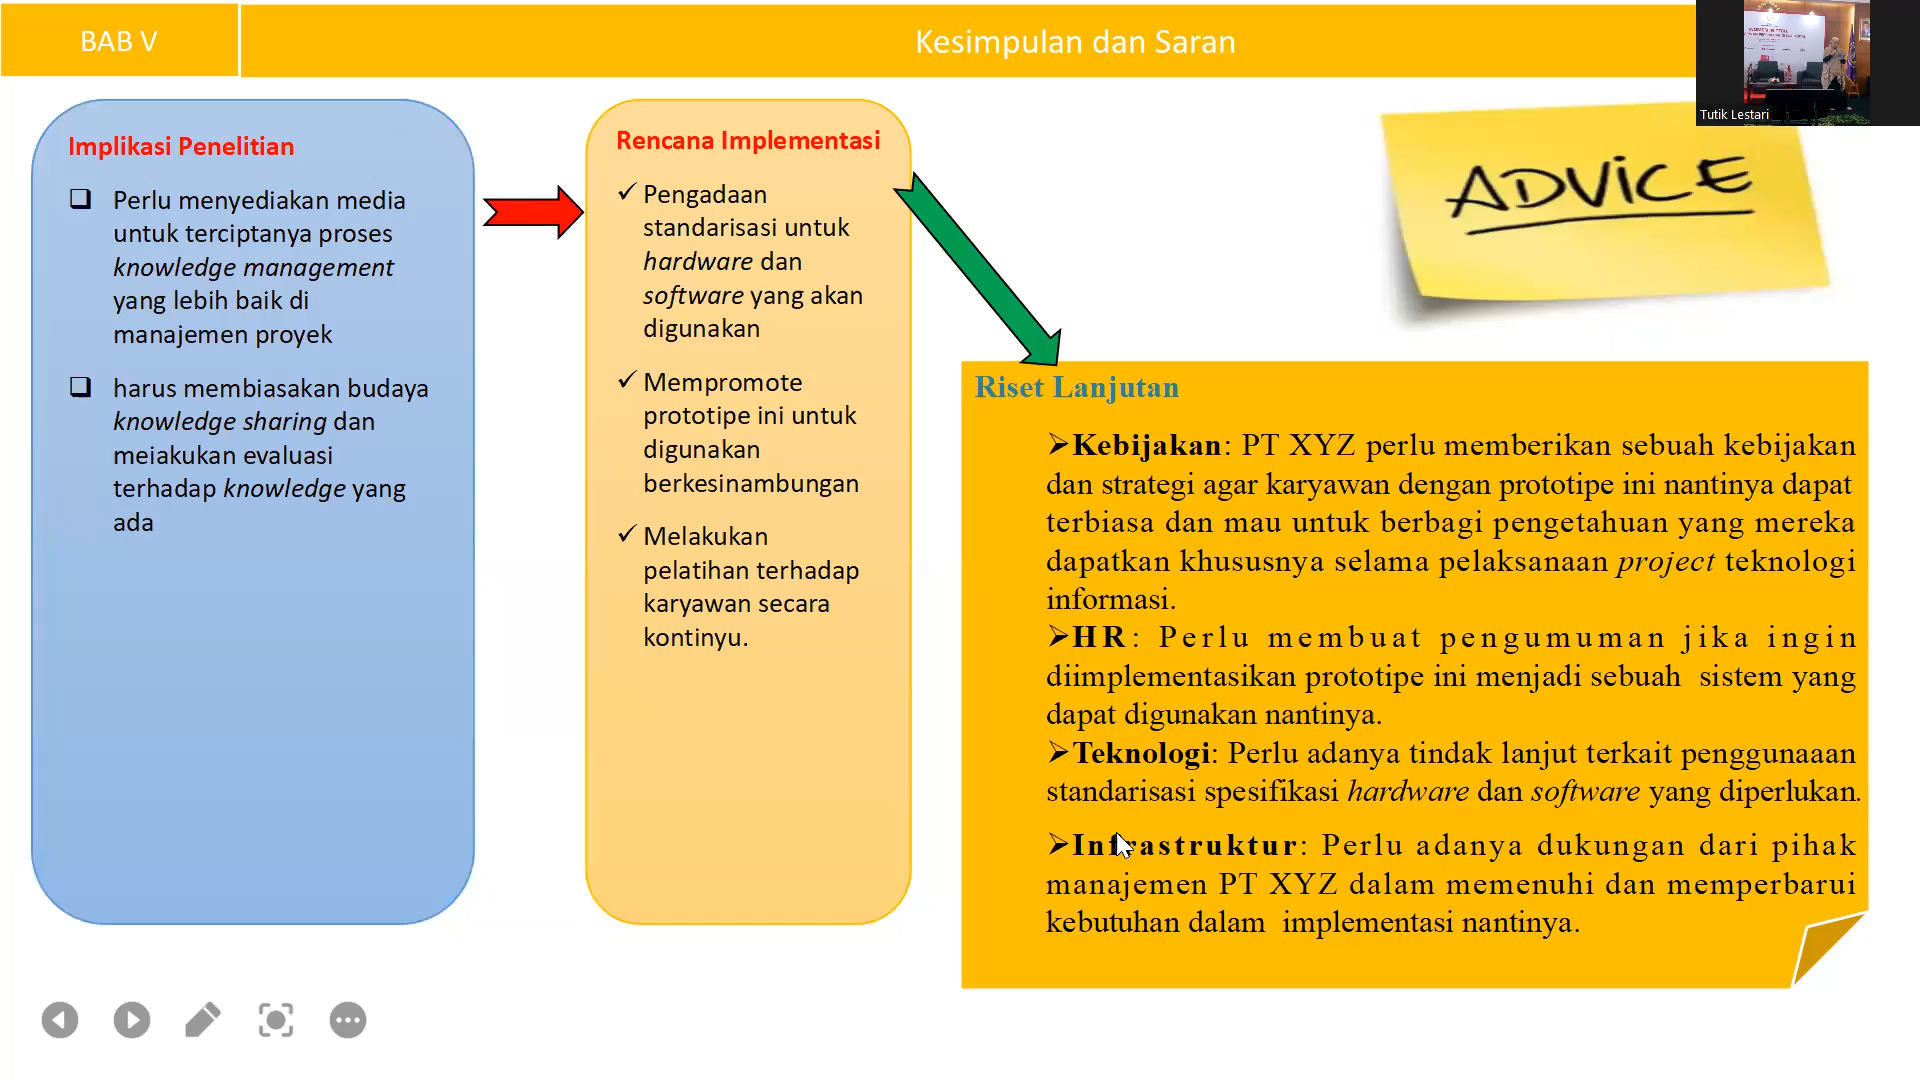 BAB V
Kesimpulan dan Saran
Tutik Lestari
Implikasi Penelitian
Perlu menyediakan media
untuk terciptanya proses
knowledge management
yang lebih baik di
manajemen proyek
harus membiasakan budaya
knowledge sharing dan
meiakukan evaluasi
terhadap knowledge yang
ada
Rencana Implementasi
Pengadaan
standarisasi untuk
hardware dan
software yang akan
digunakan
Mempromote
prototipe ini untuk
digunakan
berkesinambungan
Melakukan
pelatihan terhadap
karyawan secara
kontinyu.
ADVICE
Riset Lanjutan
Kebijakan: PT XYZ perlu memberikan sebuah kebijakan
dan strategi agar karyawan dengan prototipe ini nantinya dapat
terbiasa dan mau untuk berbagi pengetahuan yang mereka
dapatkan khususnya selama pelaksanaan project teknologi
informasi.
HR: Perlu membuat pengumuman jika ingin
diimplementasikan prototipe ini menjadi sebuah sistem yang
dapat digunakan nantinya.
Teknologi: Perlu adanya tindak lanjut terkait penggunaaan
standarisasi spesifikasi hardware dan software yang diperlukan.
Infrastruktur: Perlu adanya dukungan dari pihak
manajemen PT XYZ dalam memenuhi dan memperbarui
kebutuhan dalam implementasi nantinya.